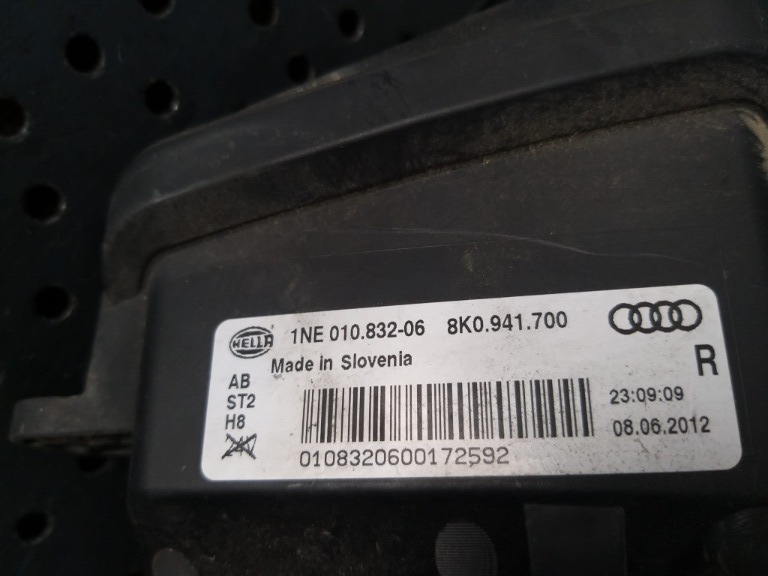 HELLA 1NE 010.832-06 8K0.941.700
Made in Slovenia
R
AB
ST2
H8
23:09:09
08.06.2012
0108320600172592